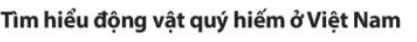 Tìm hiểu động vật quý hiếm ở Việt Nam